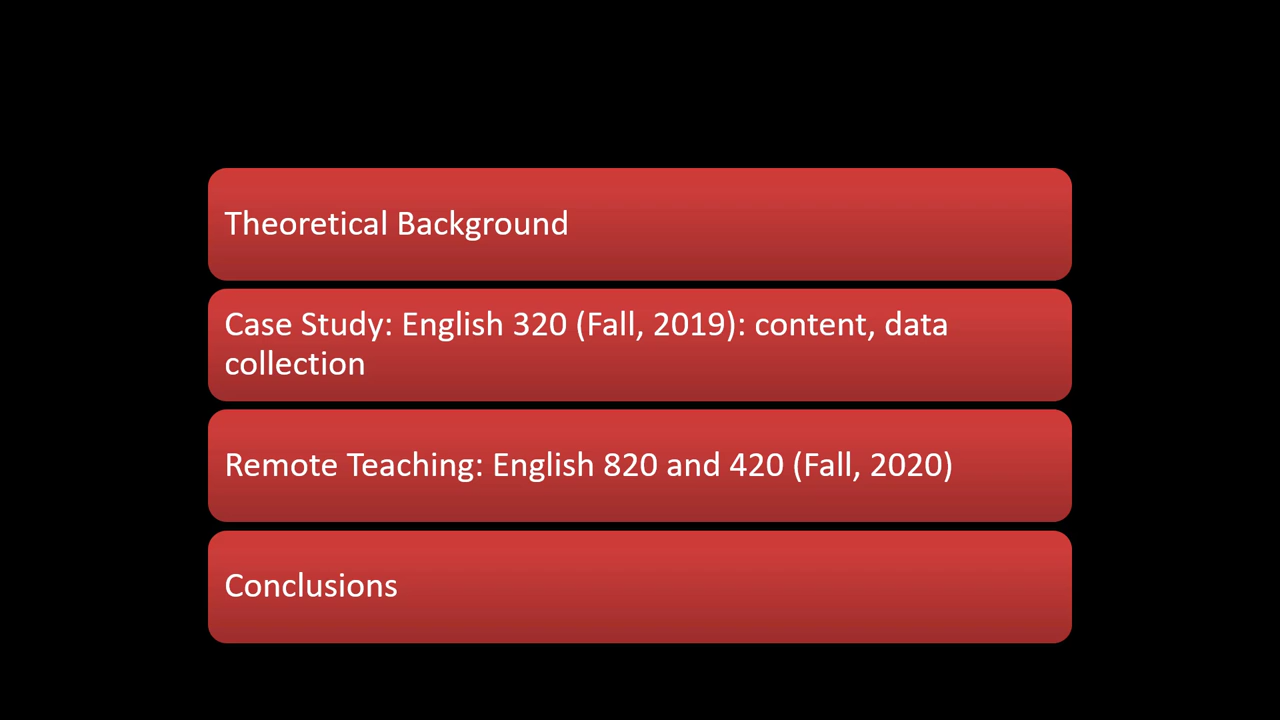 Theoretical Background
Case Study: English 320 (Fall, 2019): content, data
collection
Remote Teaching: English 820 and 420 (Fall, 2020)
Conclusions